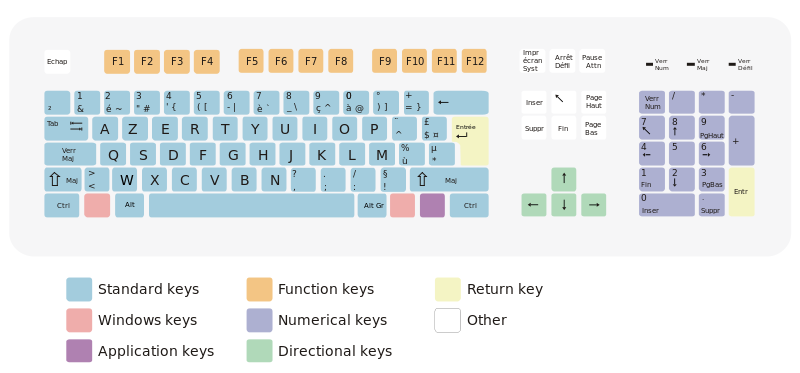 Echap F1 F2 F3 F4 F5 F6 F7 F8 F9 F10 F11 F12
Impr
écran
Syst
Arrêt
Défil
Pause
Attn
Verr
Num
Verr
Maj
Verr
Défil
²
1
&
2
é ~
3
" #
4
' {
5
( [
6
- |
7
è `
8
_ \
9
ç ^
0
à @
°
) ]
+
= }
←
Inser
↖
Page
Haut
Verr
Num
/
*
-
Tab
A Z E R T Y U I O P
¨
^
£
$ ¤
Entrée
↵
Suppr
Fin
Page
Bas
7
↖
8
↑
9
PgHaut
+
Verr
Maj
Q S D F G H J K L M
%
ù
µ
*
4
←
5
6
→
⇧ Maj
>
<
W X C V B N
?
,
.
;
/
:
§
!
⇧ Maj
↑
1
Fin
2
↓
3
PgBas
Entr
Ctrl Alt Alt Gr Ctrl
← ↓ →
0
Inser
.
Suppr
Standard keys
Function keys
Return key
Windows keys
Numerical keys
Other
Application keys
Directional keys